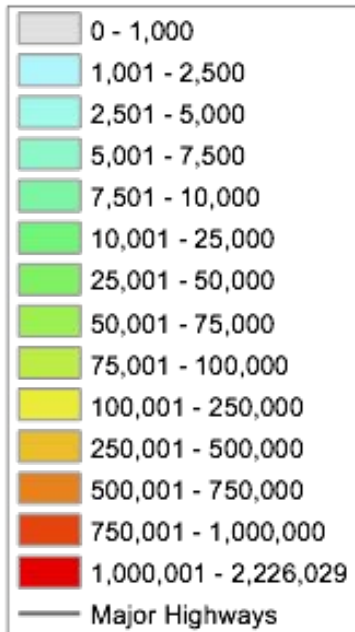 0 - 1,000
1,001 - 2,500
2,501 - 5,000
5,001 - 7,500
7,501 - 10,000
10,001 - 25,000
25,001 - 50,000
50,001 - 75,000
75,001 - 100,000
100,001 - 250,000
250,001 - 500,000
500,001 - 750,000
750,001 - 1,000,000
1,000,001 - 2,226,029
Major Highways